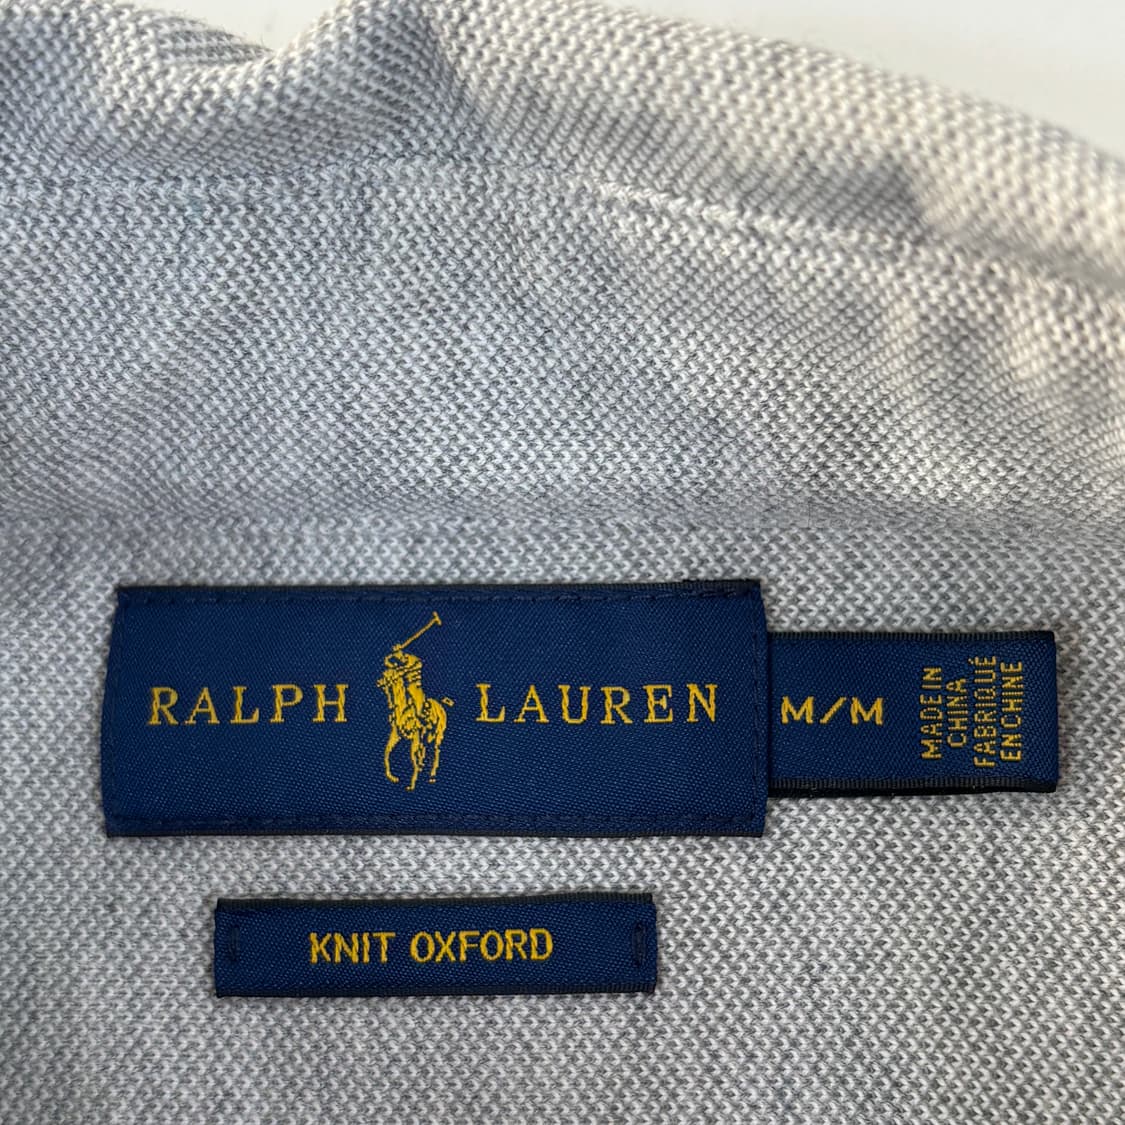 RALPH LAUREN
M/M
MADE IN
CHINA
FABRIQUÉ
EN CHINE
KNIT OXFORD